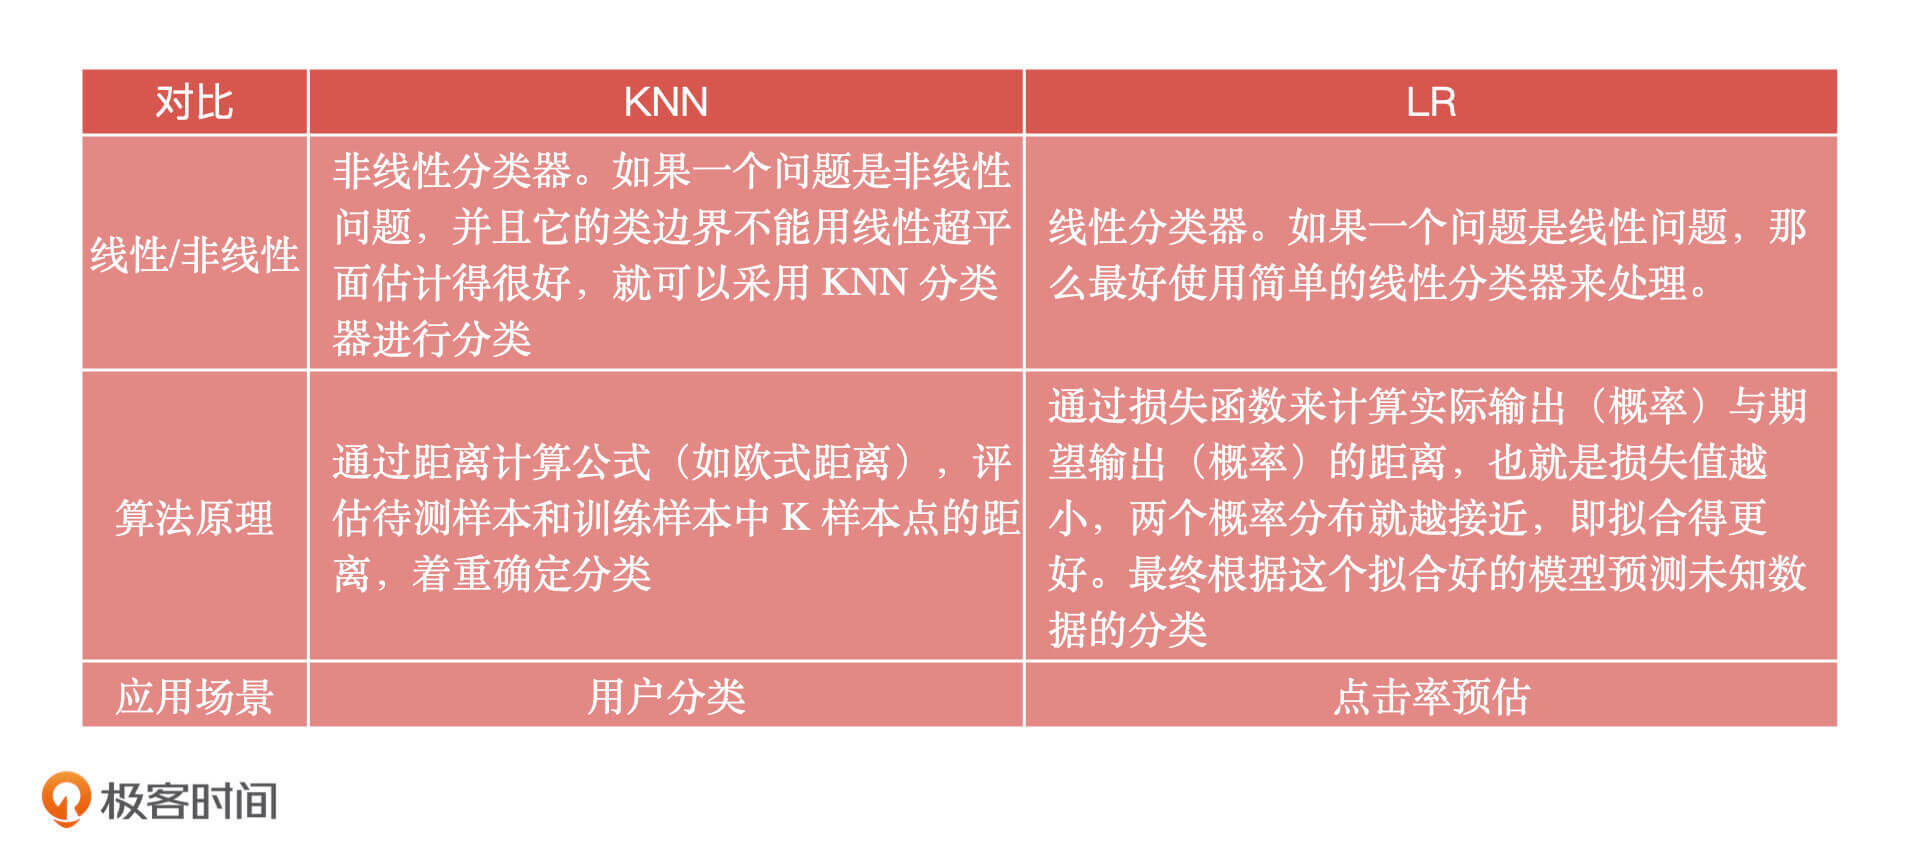 对比
KNN
LR
线性/非线性
非线性分类器。如果一个问题是非线性
问题，并且它的类边界不能用线性超平
面估计得很好，就可以采用 KNN 分类
器进行分类
线性分类器。如果一个问题是线性问题，那
么最好使用简单的线性分类器来处理。
算法原理
通过距离计算公式（如欧式距离），评
估待测样本和训练样本中 K 样本点的距
离，着重确定分类
通过损失函数来计算实际输出（概率）与期
望输出（概率）的距离，也就是损失值越
小，两个概率分布就越接近，即拟合得更
好。最终根据这个拟合好的模型预测未知数
据的分类
应用场景
用户分类
点击率预估
极客时间